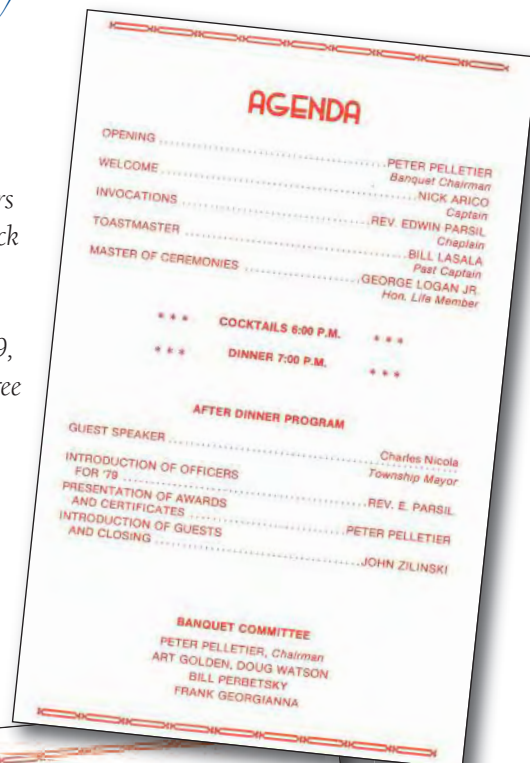 rs
ck
9,
ree
AGENDA
OPENING ........ PETER PELLETIER
Banquet Chairman
WELCOME ........ NICK ARICO
Captain
INVOCATIONS ........ REV. EDWIN PARSIL
Chaplain
TOASTMASTER ........ BILL LASALA
Past Captain
MASTER OF CEREMONIES ........ GEORGE LOGAN JR.
Hon. Life Member
* * * COCKTAILS 6:00 P.M. * * *
* * * DINNER 7:00 P.M. * * *
AFTER DINNER PROGRAM
GUEST SPEAKER ........ Charles Nicola
Township Mayor
INTRODUCTION OF OFFICERS
FOR '79 ........ REV. E. PARSIL
PRESENTATION OF AWARDS
AND CERTIFICATES ........ PETER PELLETIER
INTRODUCTION OF GUESTS
AND CLOSING ........ JOHN ZILINSKI
BANQUET COMMITTEE
PETER PELLETIER, Chairman
ART GOLDEN, DOUG WATSON
BILL PERBETSKY
FRANK GEORGIANNA